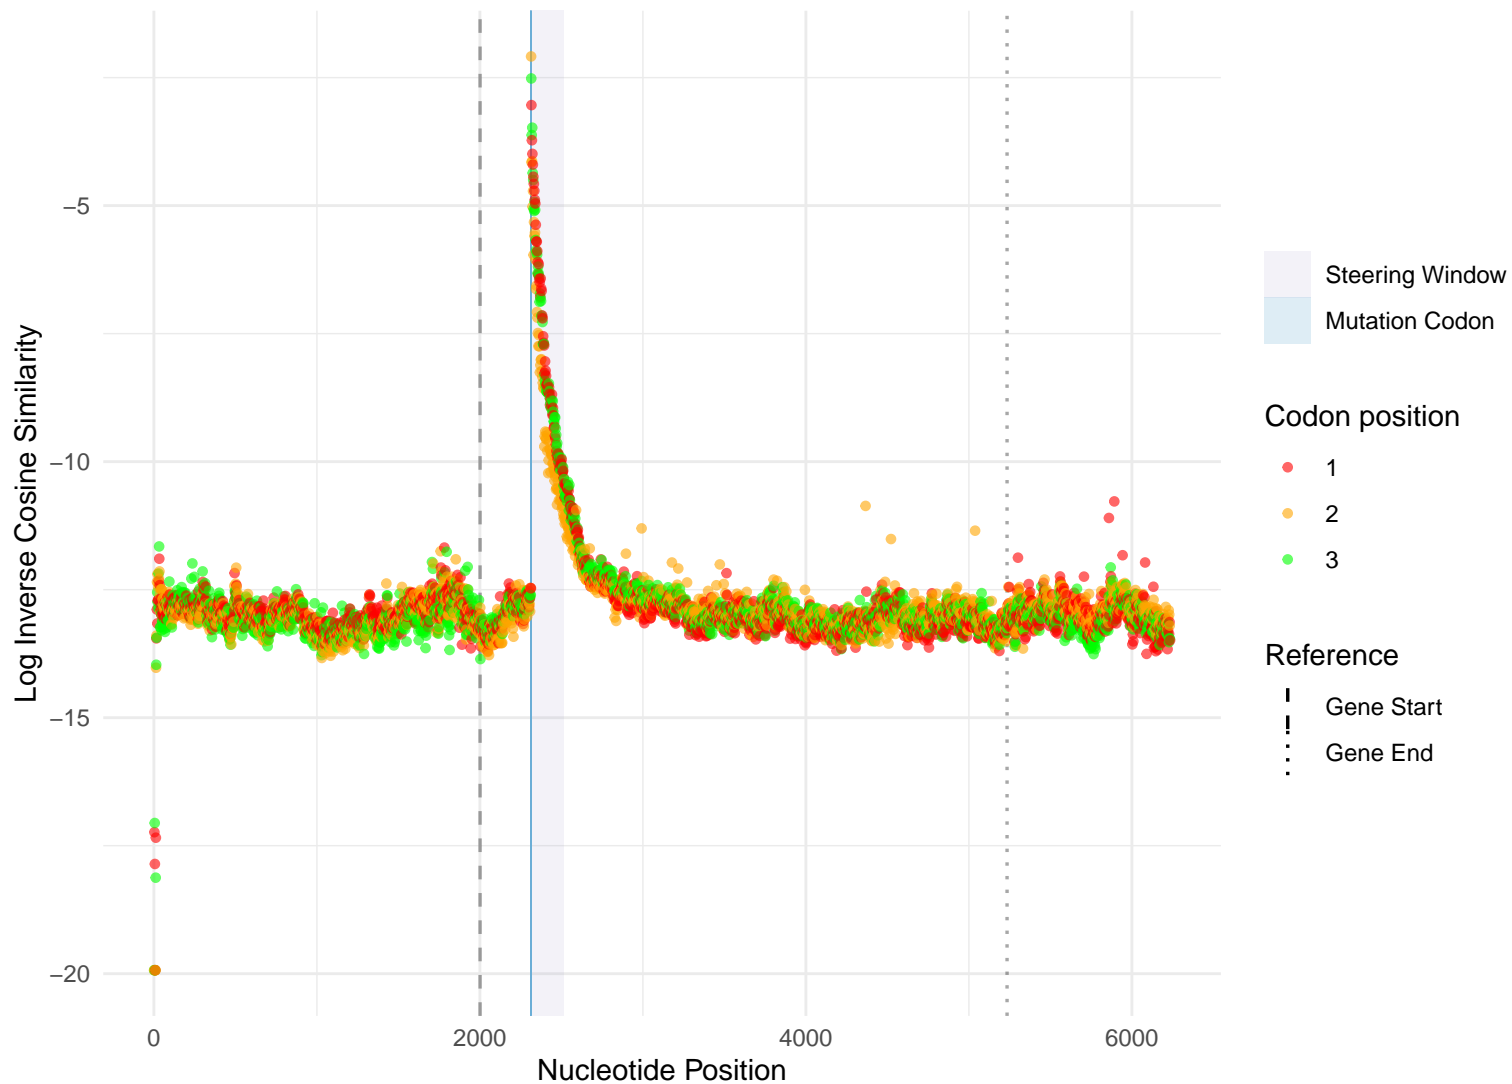 −5
−10
−15
−20
0
2000
4000
6000
Nucleotide Position
Log Inverse Cosine Similarity
Steering Window
Mutation Codon
Codon position
1
2
3
Reference
Gene Start
Gene End